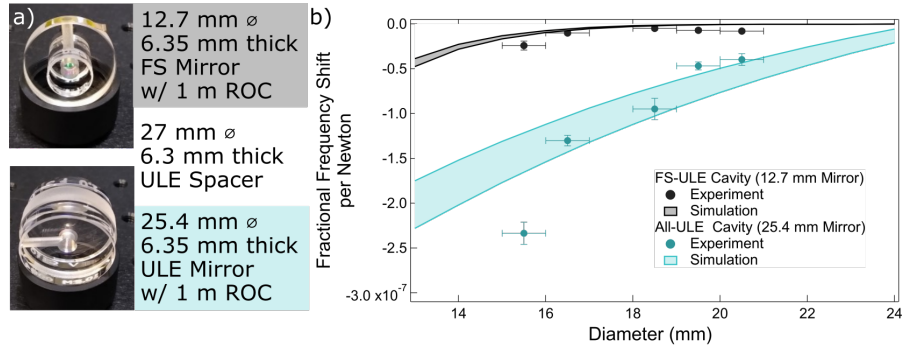 a)
12.7 mm ⌀
6.35 mm thick
FS Mirror
w/ 1 m ROC
27 mm ⌀
6.3 mm thick
ULE Spacer
25.4 mm ⌀
6.35 mm thick
ULE Mirror
w/ 1 m ROC
b)
Fractional Frequency Shift
per Newton
0.0
-0.5
-1.0
-1.5
-2.0
-2.5
-3.0 x10⁻⁷
FS-ULE Cavity (12.7 mm Mirror)
Experiment
Simulation
All-ULE Cavity (25.4 mm Mirror)
Experiment
Simulation
14 16 18 20 22 24
Diameter (mm)